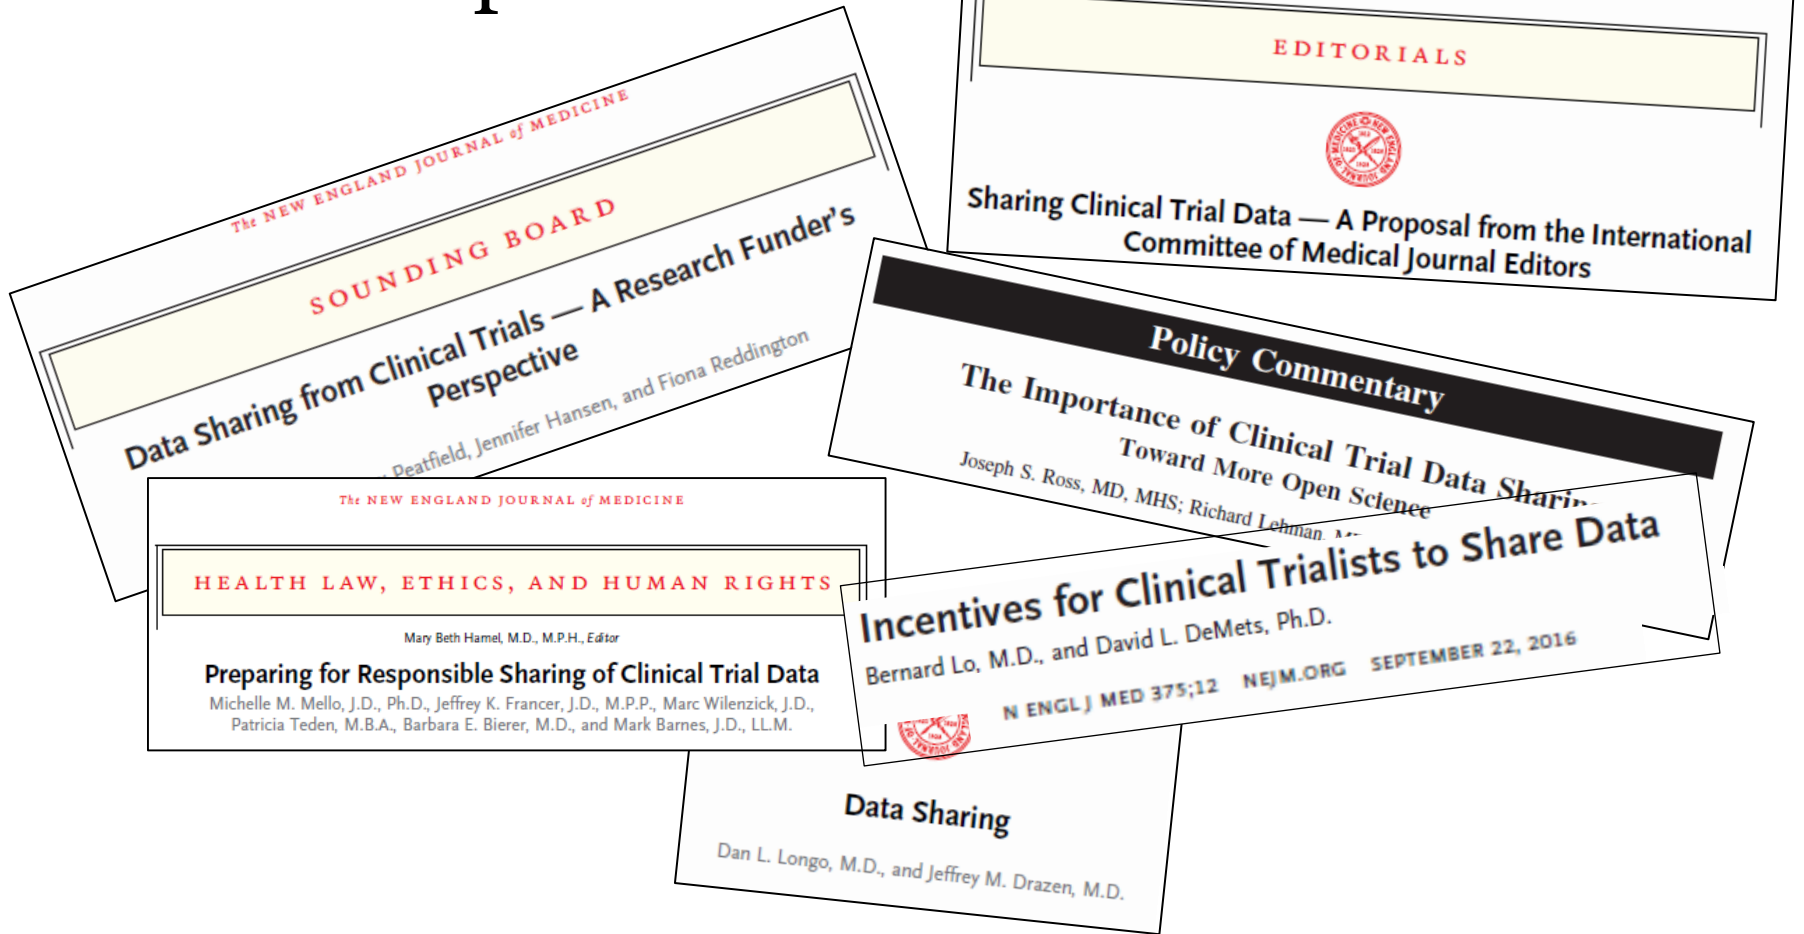 The NEW ENGLAND JOURNAL of MEDICINE
SOUNDING BOARD
Data Sharing from Clinical Trials — A Research Funder's
Perspective
Peatfield, Jennifer Hansen, and Fiona Reddington
EDITORIALS
Sharing Clinical Trial Data — A Proposal from the International
Committee of Medical Journal Editors
Policy Commentary
The Importance of Clinical Trial Data Sharing
Toward More Open Science
Joseph S. Ross, MD, MHS; Richard Lehman,
The NEW ENGLAND JOURNAL of MEDICINE
HEALTH LAW, ETHICS, AND HUMAN RIGHTS
Mary Beth Hamel, M.D., M.P.H., Editor
Preparing for Responsible Sharing of Clinical Trial Data
Michelle M. Mello, J.D., Ph.D., Jeffrey K. Francer, J.D., M.P.P., Marc Wilenzick, J.D.,
Patricia Teden, M.B.A., Barbara E. Bierer, M.D., and Mark Barnes, J.D., LL.M.
Incentives for Clinical Trialists to Share Data
Bernard Lo, M.D., and David L. DeMets, Ph.D.
N ENGL J MED 375;12 NEJM.ORG SEPTEMBER 22, 2016
Data Sharing
Dan L. Longo, M.D., and Jeffrey M. Drazen, M.D.